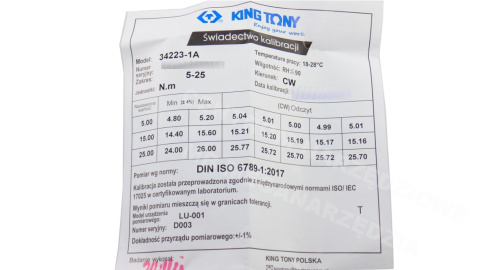 KING TONY
Enjoy your work.
Świadectwo kalibracji
Model: 34223-1A
Temperatura pracy: 18-28°C
Numer seryjny:
Wilgotność: RH≤90
5-25
Kierunek: CW
Jednostki: N.m
Data kalibracji
Min (± 4%) Max
(CW) Odczyt
5.00 4.80 5.20 5.04 5.01 5.00 4.99 5.01
15.00 14.40 15.60 15.21 15.20 15.19 15.17 15.16
25.00 24.00 26.00 25.77 25.72 25.70 25.72 25.70
Pomiar wg normy: DIN ISO 6789-1:2017
Kalibracja została przeprowadzona zgodnie z międzynarodowymi normami ISO IEC
17025 w certyfikowanym laboratorium.
Wyniki pomiaru mieszczą się w granicach tolerancji.
T
Model urządzenia pomiarowego: LU-001
Numer seryjny: D003
Dokładność przyrządu pomiarowego:+/-1%
Badanie wykonał:
KING TONY POLSKA